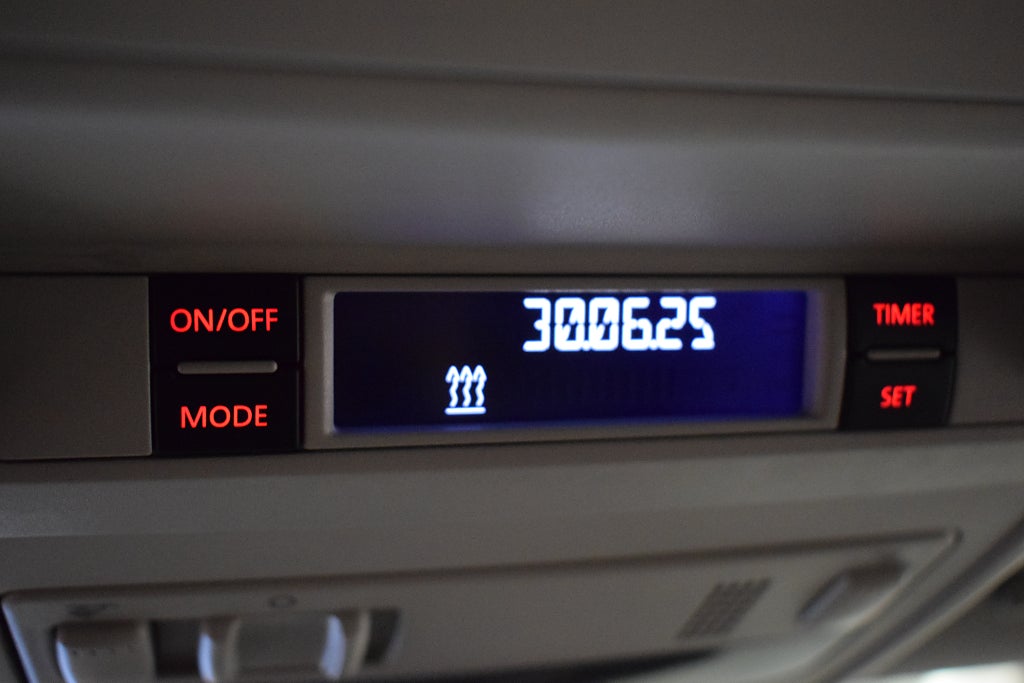 ON/OFF
MODE
30.06.25
TIMER
SET